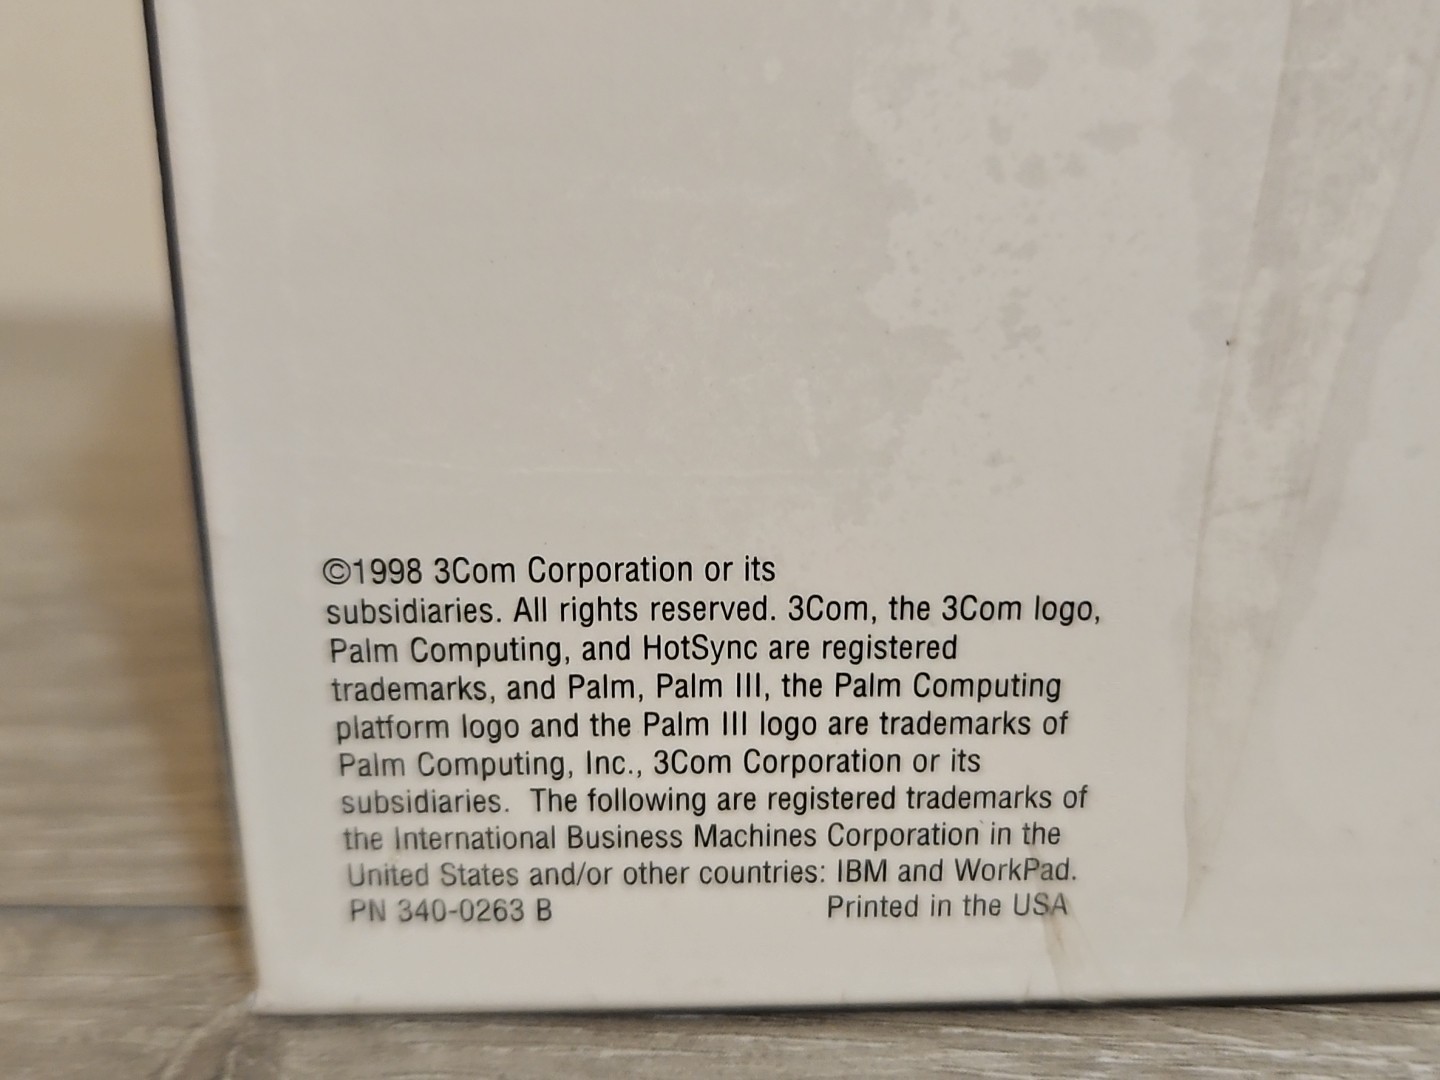 ©1998 3Com Corporation or its
subsidiaries. All rights reserved. 3Com, the 3Com logo,
Palm Computing, and HotSync are registered
trademarks, and Palm, Palm III, the Palm Computing
platform logo and the Palm III logo are trademarks of
Palm Computing, Inc., 3Com Corporation or its
subsidiaries.  The following are registered trademarks of
the International Business Machines Corporation in the
United States and/or other countries: IBM and WorkPad.
PN 340-0263 B Printed in the USA